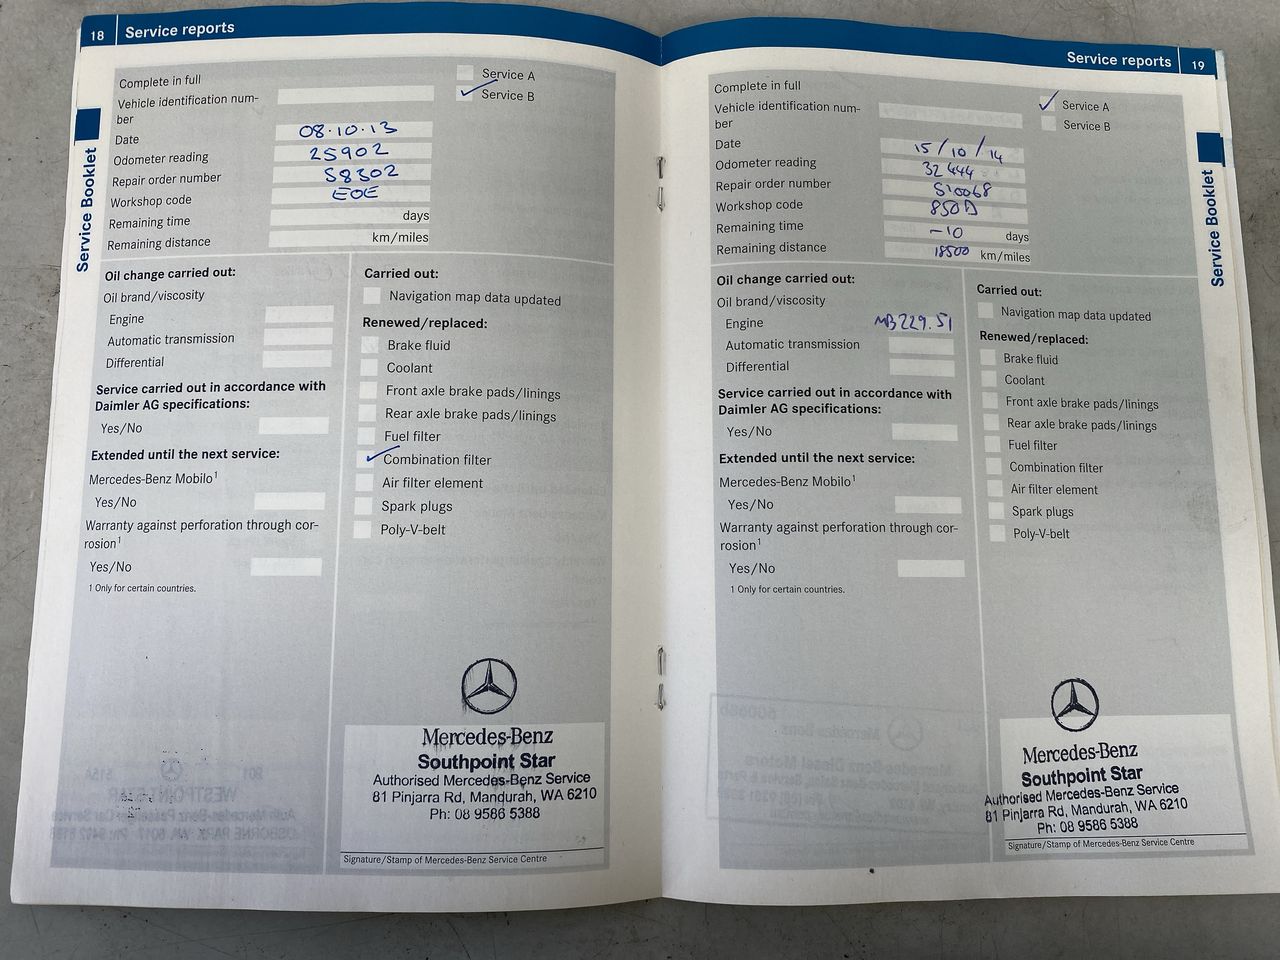 18 Service reports
Complete in full
Service A
Service B
Vehicle identification num-
ber
Date 08.10.13
Odometer reading 25902
Repair order number S8302
Workshop code EOE
Remaining time days
Remaining distance km/miles
Service Booklet
Oil change carried out:
Oil brand/viscosity
Engine
Automatic transmission
Differential
Service carried out in accordance with
Daimler AG specifications:
Yes/No
Extended until the next service:
Mercedes-Benz Mobilo1
Yes/No
Warranty against perforation through cor-
rosion1
Yes/No
1 Only for certain countries.
Carried out:
Navigation map data updated
Renewed/replaced:
Brake fluid
Coolant
Front axle brake pads/linings
Rear axle brake pads/linings
Fuel filter
Combination filter
Air filter element
Spark plugs
Poly-V-belt
Mercedes-Benz
Southpoint Star
Authorised Mercedes-Benz Service
81 Pinjarra Rd, Mandurah, WA 6210
Ph: 08 9586 5388
Signature/Stamp of Mercedes-Benz Service Centre
Service reports 19
Complete in full
Service A
Service B
Vehicle identification num-
ber
Date 15/10/14
Odometer reading 32444
Repair order number S10068
Workshop code 850D
Remaining time -10 days
Remaining distance 18500 km/miles
Service Booklet
Oil change carried out:
Oil brand/viscosity
Engine MB229.51
Automatic transmission
Differential
Service carried out in accordance with
Daimler AG specifications:
Yes/No
Extended until the next service:
Mercedes-Benz Mobilo1
Yes/No
Warranty against perforation through cor-
rosion1
Yes/No
1 Only for certain countries.
Carried out:
Navigation map data updated
Renewed/replaced:
Brake fluid
Coolant
Front axle brake pads/linings
Rear axle brake pads/linings
Fuel filter
Combination filter
Air filter element
Spark plugs
Poly-V-belt
Mercedes-Benz
Southpoint Star
Authorised Mercedes-Benz Service
81 Pinjarra Rd, Mandurah, WA 6210
Ph: 08 9586 5388
Signature/Stamp of Mercedes-Benz Service Centre